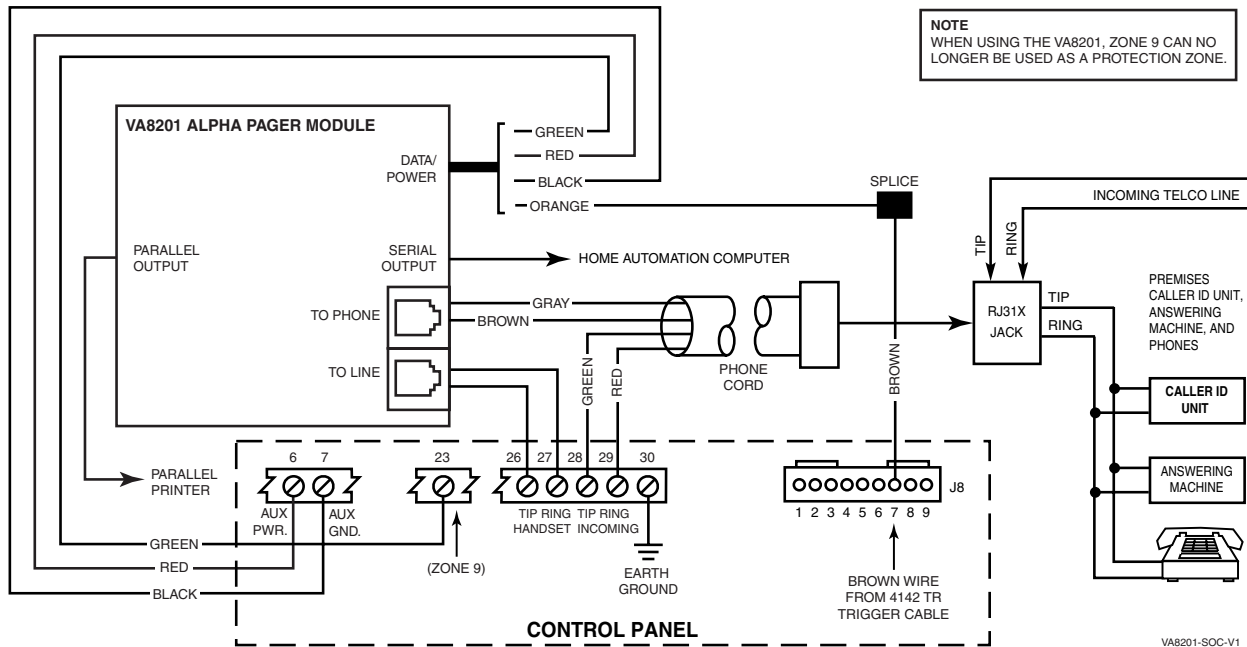 NOTE
WHEN USING THE VA8201, ZONE 9 CAN NO
LONGER BE USED AS A PROTECTION ZONE.
VA8201 ALPHA PAGER MODULE
DATA/
POWER
GREEN
RED
BLACK
ORANGE
SPLICE
INCOMING TELCO LINE
TIP
RING
PARALLEL
OUTPUT
SERIAL
OUTPUT
HOME AUTOMATION COMPUTER
TO PHONE
GRAY
BROWN
TO LINE
GREEN
RED
PHONE
CORD
BROWN
RJ31X
JACK
TIP
RING
PREMISES
CALLER ID UNIT,
ANSWERING
MACHINE, AND
PHONES
CALLER ID
UNIT
ANSWERING
MACHINE
PARALLEL
PRINTER
6 7
23
26 27 28 29 30
AUX
PWR.
AUX
GND.
TIP RING TIP RING
HANDSET INCOMING
J8
1 2 3 4 5 6 7 8 9
GREEN
RED
BLACK
(ZONE 9)
EARTH
GROUND
BROWN WIRE
FROM 4142 TR
TRIGGER CABLE
CONTROL PANEL
VA8201-SOC-V1